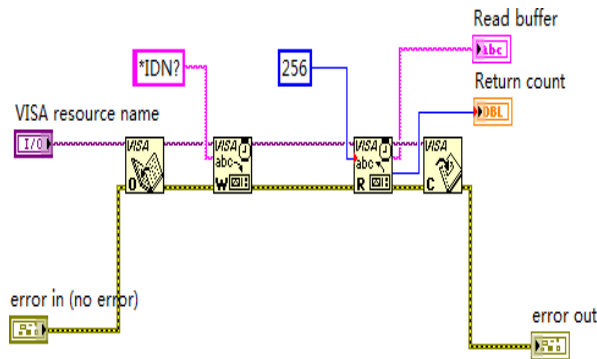 Read buffer
abc
*IDN?
256
Return count
DBL
VISA resource name
I/O
VISA
O
VISA
abc
W
VISA
abc
R
VISA
C
error in (no error)
error out